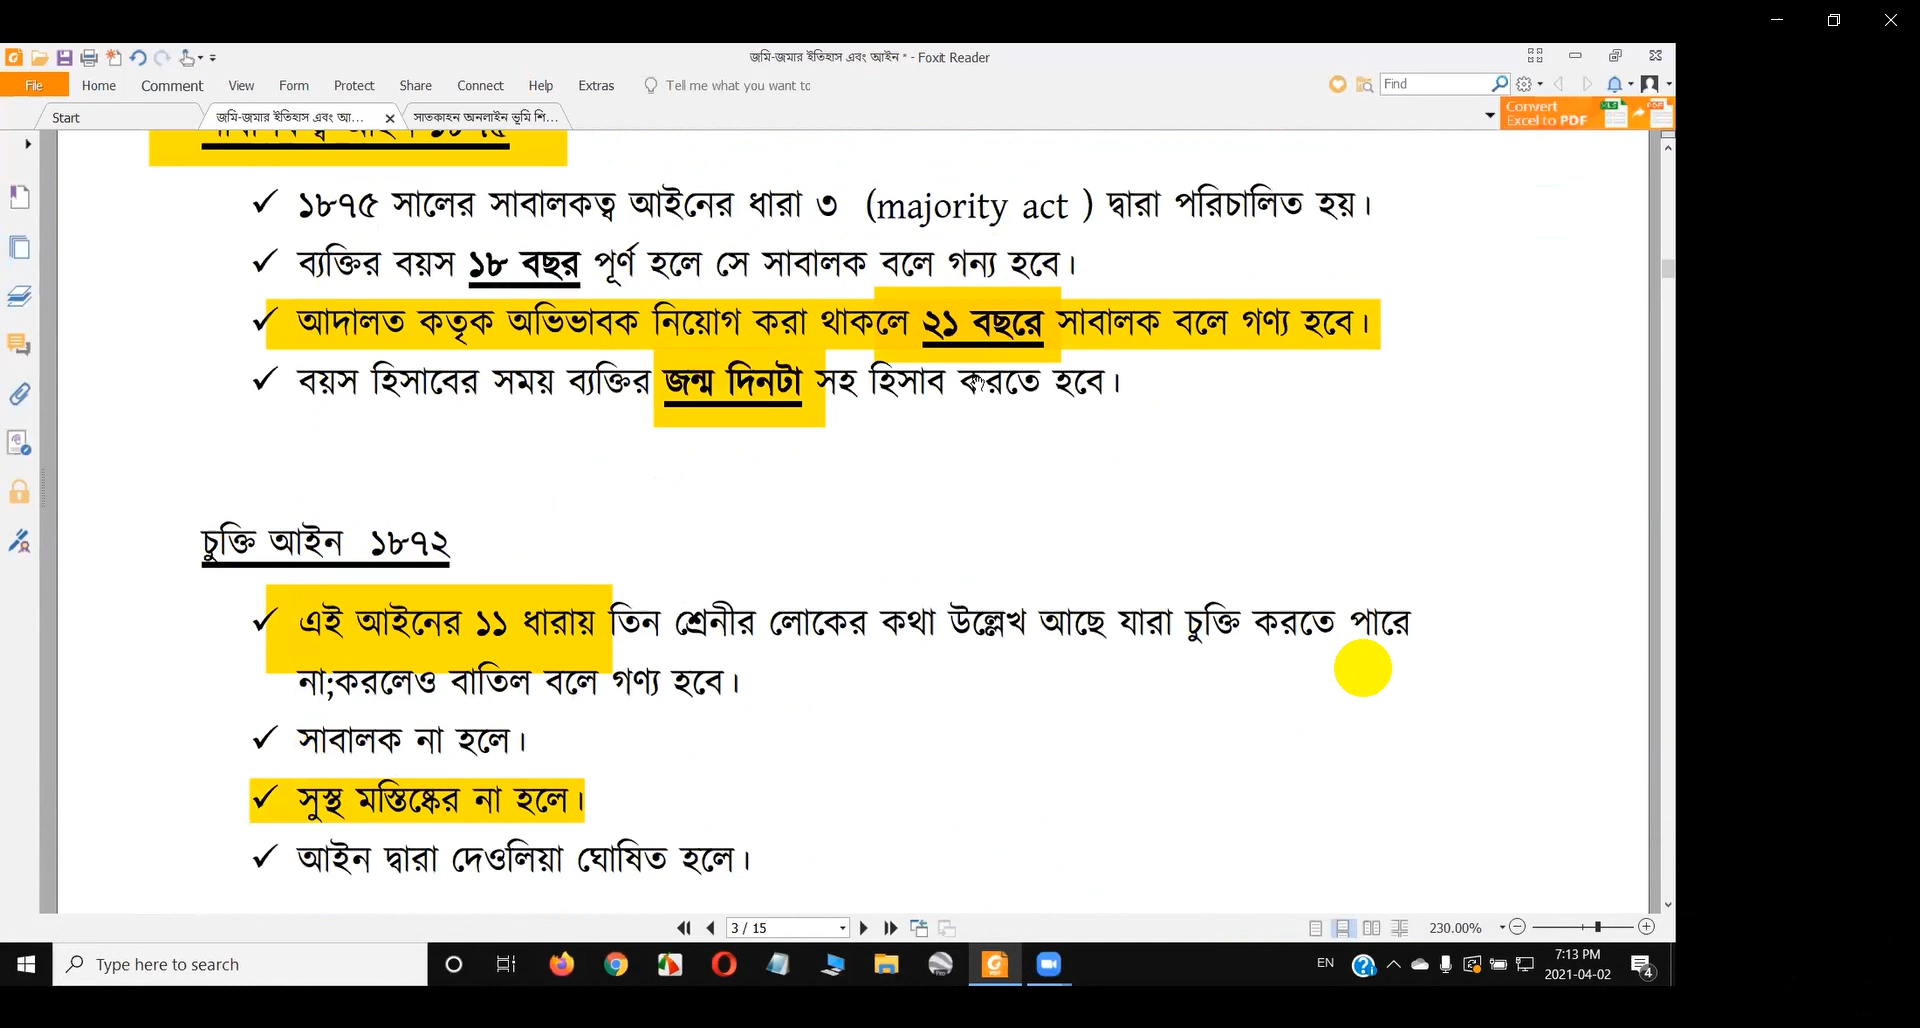 জমি-জমার ইতিহাস এবং আইন * - Foxit Reader
File Home Comment View Form Protect Share Connect Help Extras Tell me what you want to Find
Start জমি-জমার ইতিহাস এবং আ... সাতকাহন অনলাইন ভূমি শি... Convert Excel to PDF
আইন ১৮৭৫
✓ ১৮৭৫ সালের সাবালকত্ব আইনের ধারা ৩ (majority act ) দ্বারা পরিচালিত হয়।
✓ ব্যক্তির বয়স ১৮ বছর পূর্ণ হলে সে সাবালক বলে গন্য হবে।
✓ আদালত কতৃক অভিভাবক নিয়োগ করা থাকলে ২১ বছরে সাবালক বলে গণ্য হবে।
✓ বয়স হিসাবের সময় ব্যক্তির জন্ম দিনটা সহ হিসাব করতে হবে।
চুক্তি আইন ১৮৭২
✓ এই আইনের ১১ ধারায় তিন শ্রেনীর লোকের কথা উল্লেখ আছে যারা চুক্তি করতে পারে
না;করলেও বাতিল বলে গণ্য হবে।
✓ সাবালক না হলে।
✓ সুস্থ মস্তিষ্কের না হলে।
✓ আইন দ্বারা দেওলিয়া ঘোষিত হলে।
3 / 15 230.00%
Type here to search EN 7:13 PM
2021-04-02 4